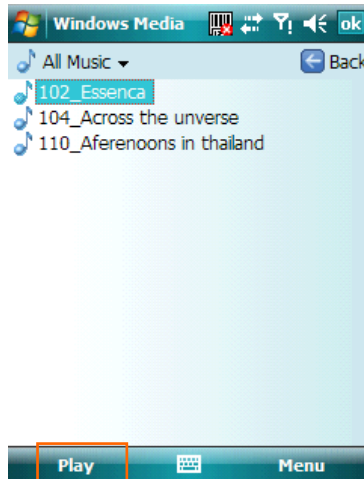 Windows Media ok
All Music Back
102_Essenca
104_Across the unverse
110_Aferenoons in thailand
Play Menu